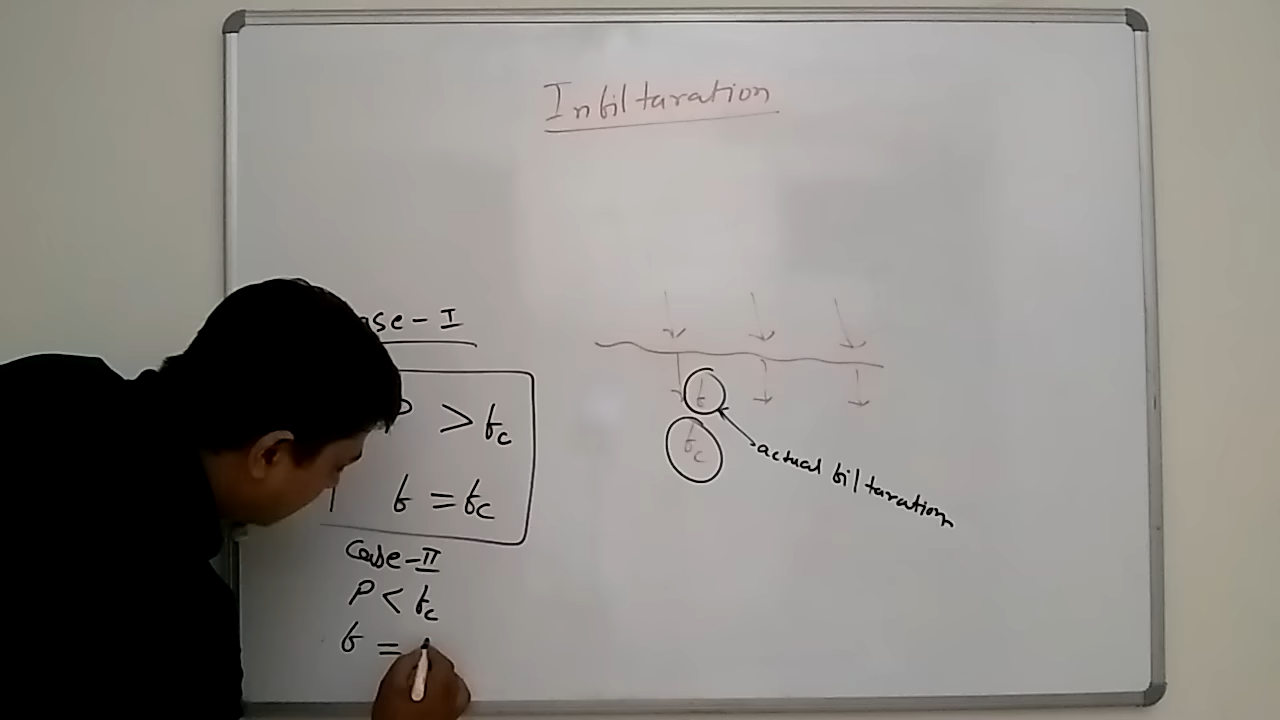 Infiltaration
ase - I
P > fc
f = fc
Case - II
P < fc
f =
f
fc
actual filtaration